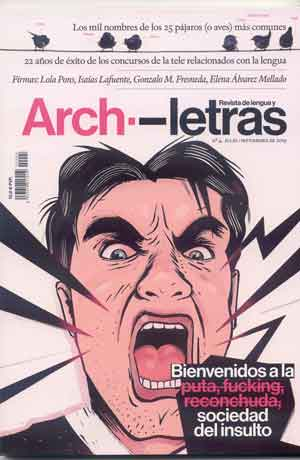 Los mil nombres de los 25 pájaros (o aves) más comunes
22 años de éxito de los concursos de la tele relacionados con la lengua
Firmas: Lola Pons, Isaías Lafuente, Gonzalo M. Fresneda, Elena Álvarez Mellado
Revista de lengua y
Arch·—letras
Nº 4 JULIO / SEPTIEMBRE DE 2019
Bienvenidos a la
puta, fucking,
reconchuda,
sociedad
del insulto